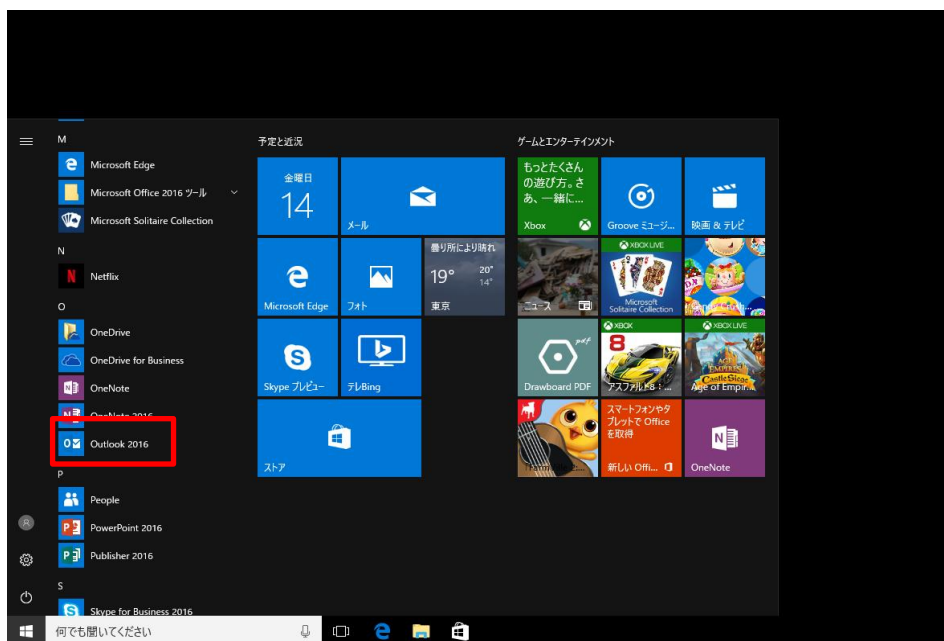 M
Microsoft Edge
Microsoft Office 2016 ツール
Microsoft Solitaire Collection
N
Netflix
O
OneDrive
OneDrive for Business
OneNote
OneNote 2016
Outlook 2016
P
People
PowerPoint 2016
Publisher 2016
S
Skype for Business 2016
予定と近況
金曜日
14
メール
Microsoft Edge
フォト
曇り所により晴れ
19°
20°
14°
東京
Skype プレビュー
テレBing
ストア
ゲームとエンターテインメント
もっとたくさん
の遊び方。さ
あ、一緒に...
Xbox
Groove ミュージ...
映画 & テレビ
ニュース
XBOX LIVE
Microsoft
Solitaire Collection
pdf
Drawboard PDF
XBOX
8
アスファルト8：...
XBOX LIVE
AGE
EMPIRES
Castle Siege
Age of Empir...
スマートフォンやタ
ブレットで Office
を取得
新しい Offi...
OneNote
何でも聞いてください